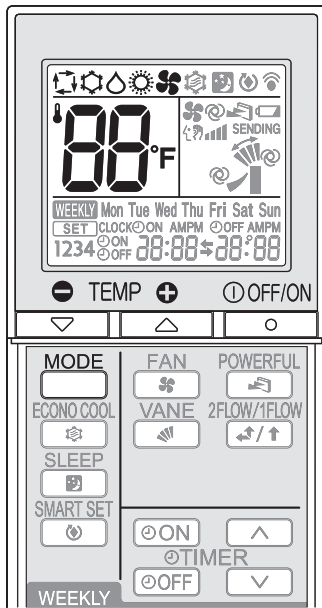 88°F
SENDING
WEEKLY Mon Tue Wed Thu Fri Sat Sun
SET CLOCK ON AMPM OFF AMPM
1234 ON OFF 88:88 88:88
TEMP OFF/ON
MODE FAN POWERFUL
ECONO COOL VANE 2FLOW/1FLOW
SLEEP
SMART SET
ON
TIMER
OFF
WEEKLY